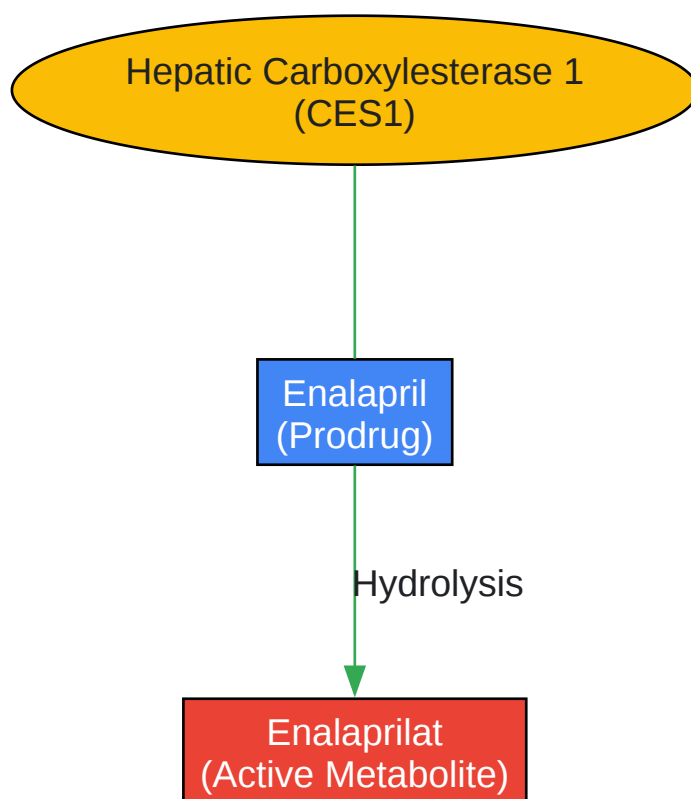 Hepatic Carboxylesterase 1
(CES1)
Enalapril
(Prodrug)
Hydrolysis
Enalaprilat
(Active Metabolite)